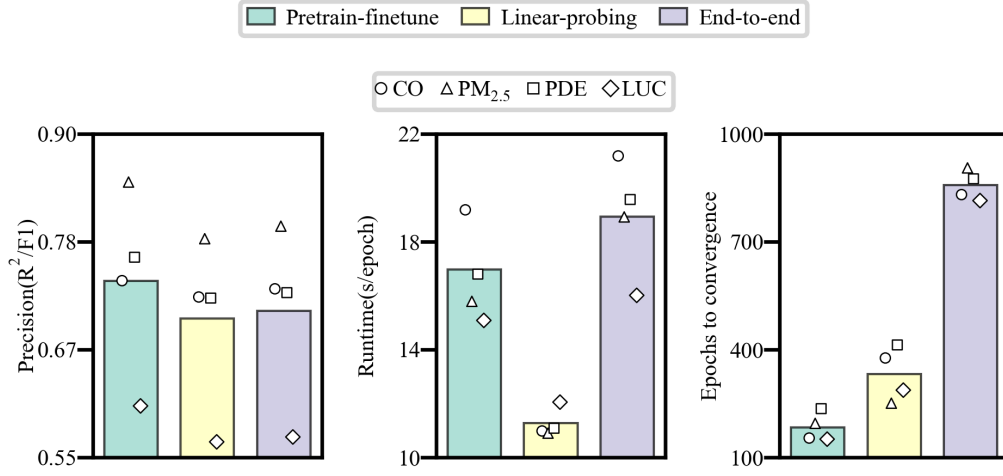 Pretrain-finetune Linear-probing End-to-end
CO PM2.5 PDE LUC
Precision(R²/F1)
0.90
0.78
0.67
0.55
Runtime(s/epoch)
22
18
14
10
Epochs to convergence
1000
700
400
100